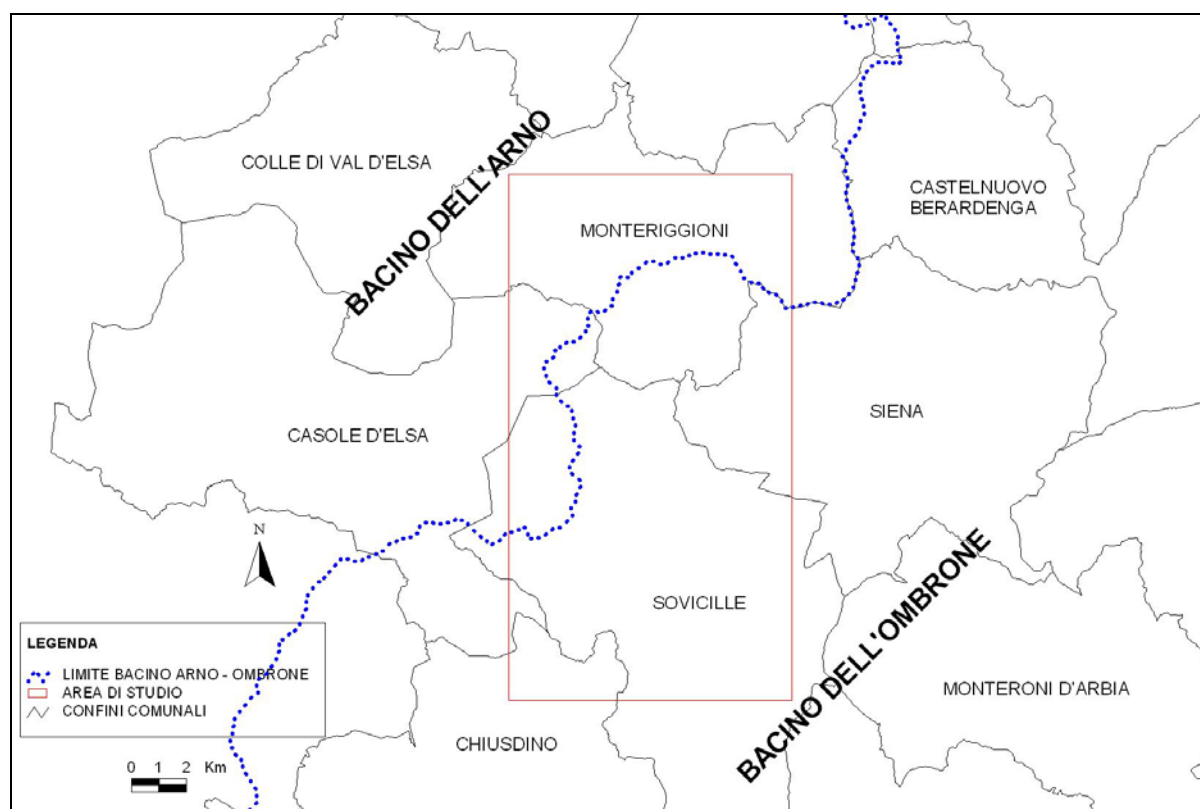 COLLE DI VAL D'ELSA
BACINO DELL'ARNO
CASTELNUOVO
BERARDENGA
MONTERIGGIONI
SIENA
CASOLE D'ELSA
N
SOVICILLE
BACINO DELL'OMBRONE
MONTERONI D'ARBIA
CHIUSDINO
LEGENDA
LIMITE BACINO ARNO - OMBRONE
AREA DI STUDIO
CONFINI COMUNALI
0 1 2 Km